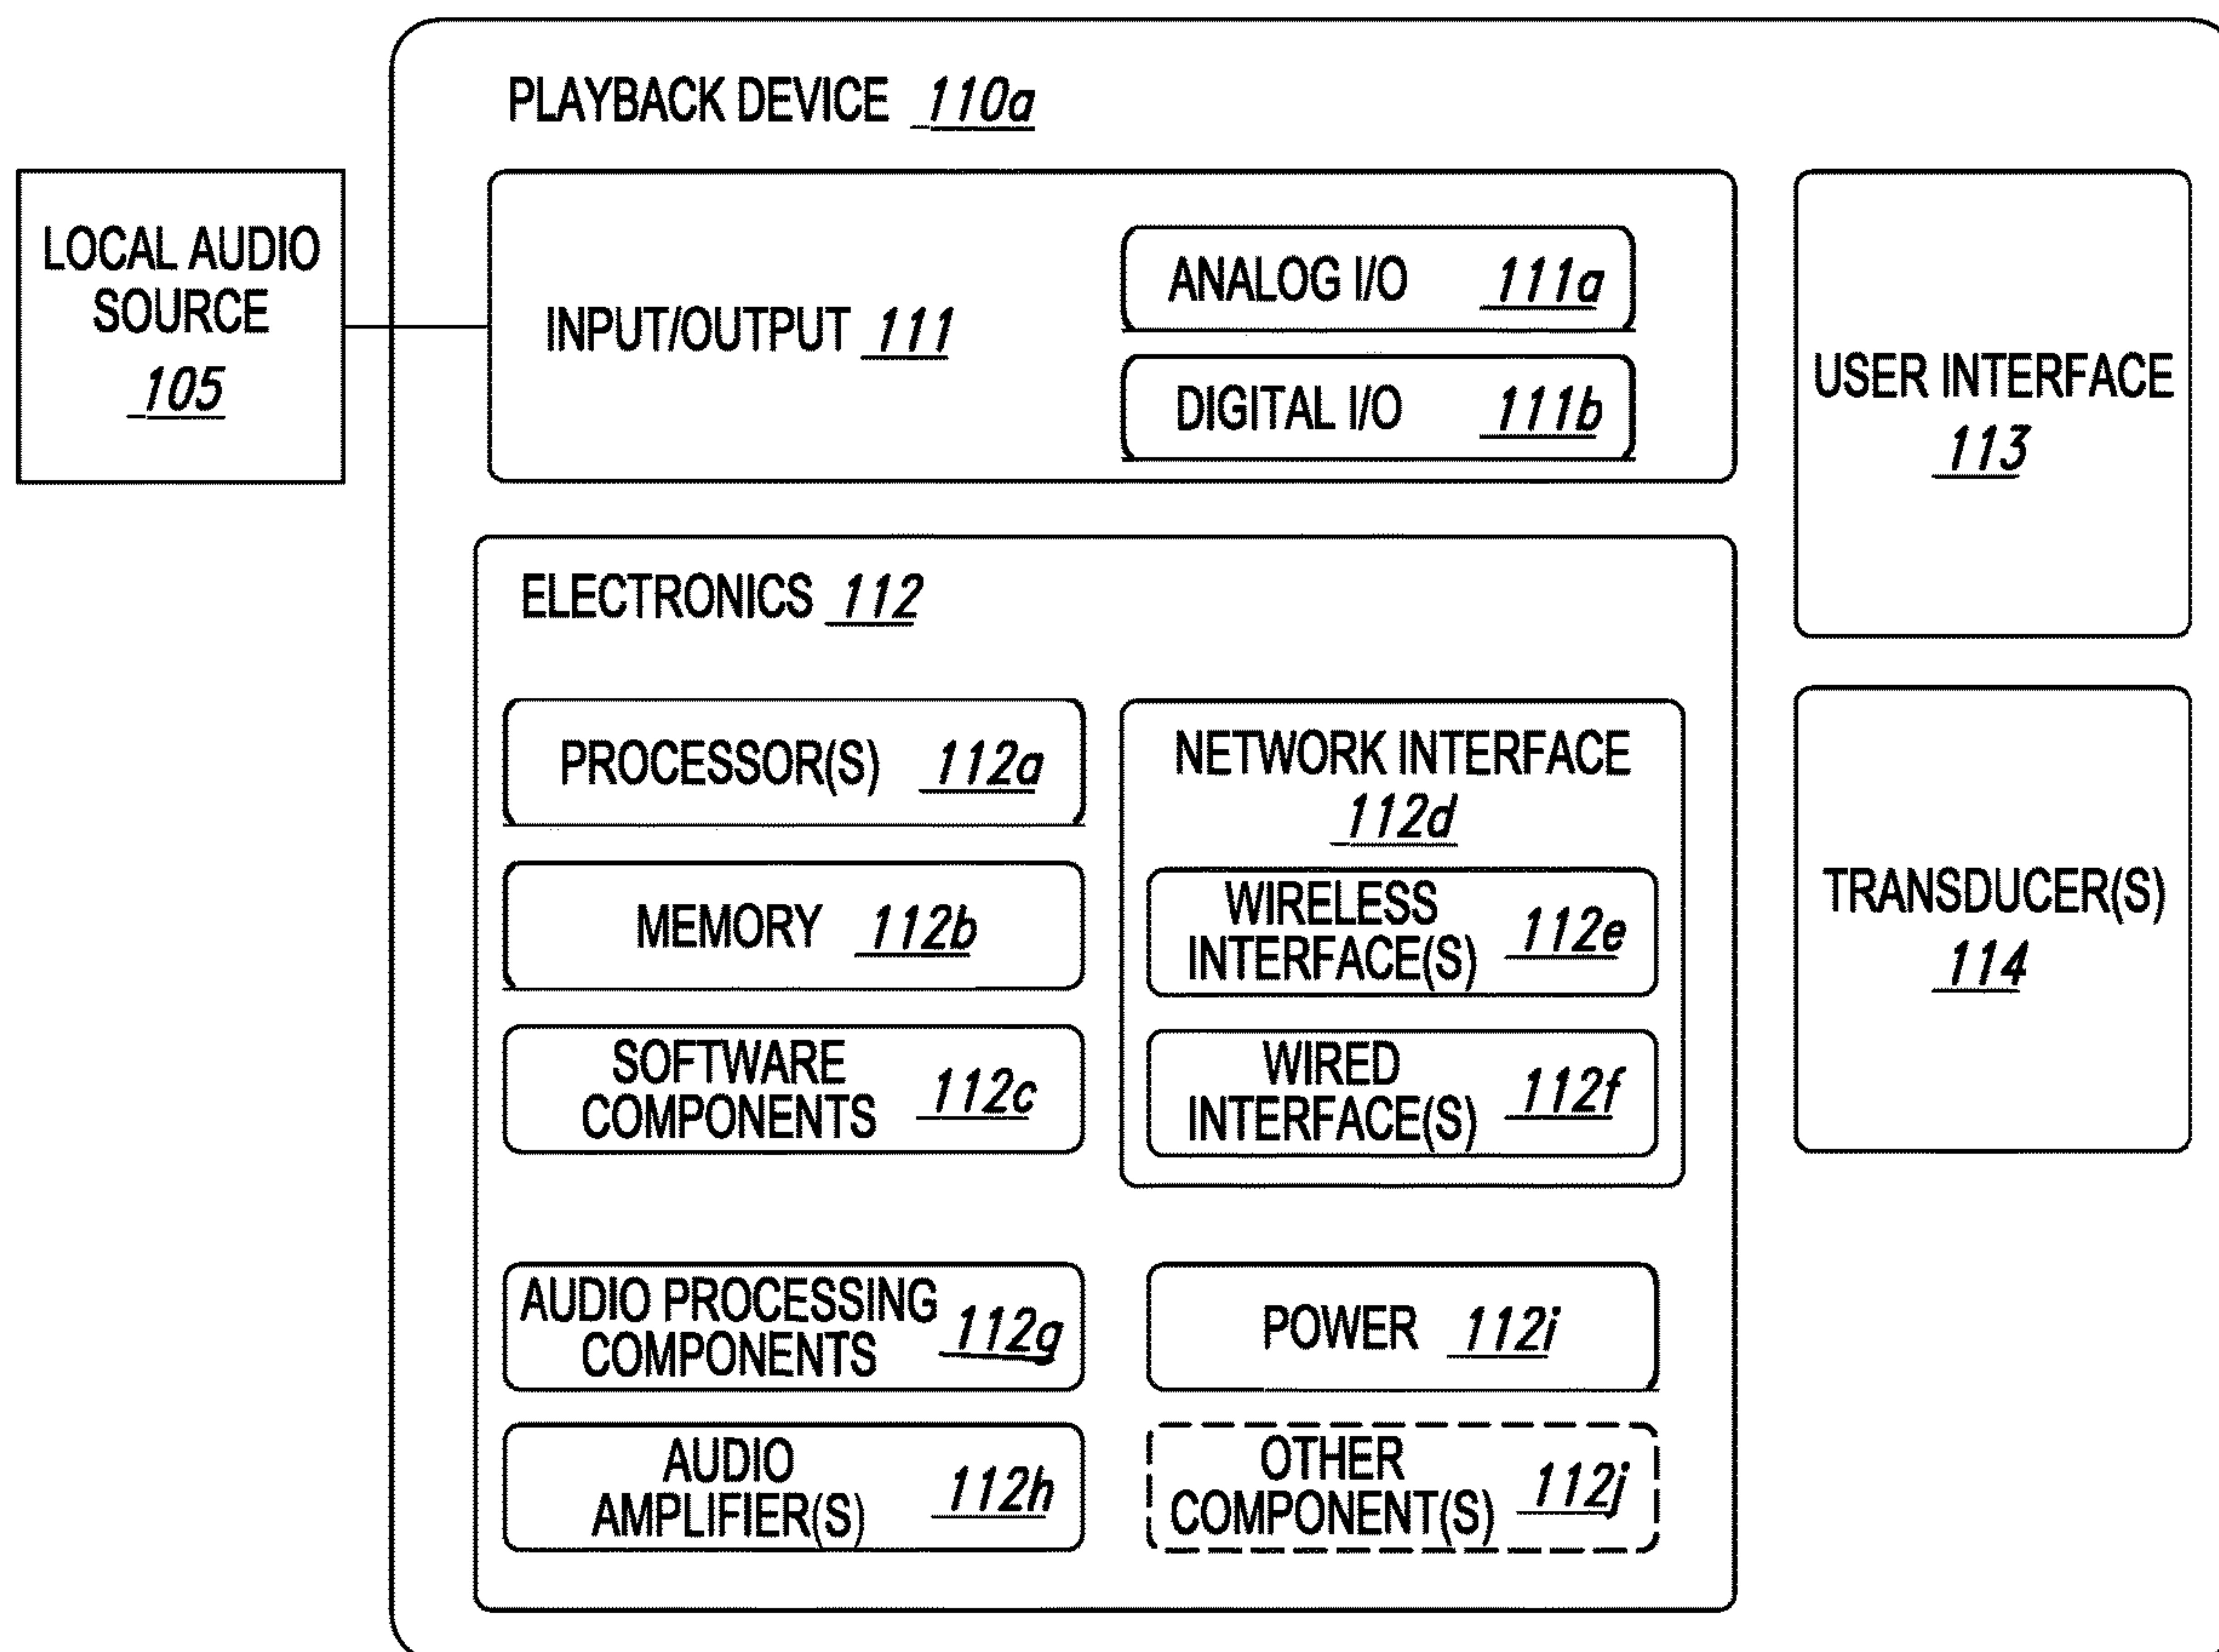 PLAYBACK DEVICE 110a
LOCAL AUDIO
SOURCE
105
INPUT/OUTPUT 111
ANALOG I/O 111a
DIGITAL I/O 111b
USER INTERFACE
113
ELECTRONICS 112
PROCESSOR(S) 112a
MEMORY 112b
SOFTWARE
COMPONENTS 112c
NETWORK INTERFACE
112d
WIRELESS
INTERFACE(S) 112e
WIRED
INTERFACE(S) 112f
TRANSDUCER(S)
114
AUDIO PROCESSING
COMPONENTS 112g
AUDIO
AMPLIFIER(S) 112h
POWER 112i
OTHER
COMPONENT(S) 112j